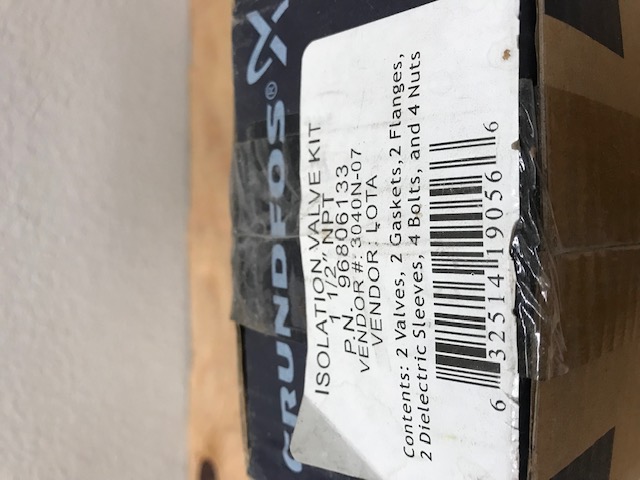 GRUNDFOS®
ISOLATION VALVE KIT
1 1/2" NPT
P.N. 96806133
VENDOR #: 3040N-07
VENDOR: LOTA
Contents: 2 Valves, 2 Gaskets, 2 Flanges,
2 Dielectric Sleeves, 4 Bolts, and 4 Nuts
6 32514 19056 6